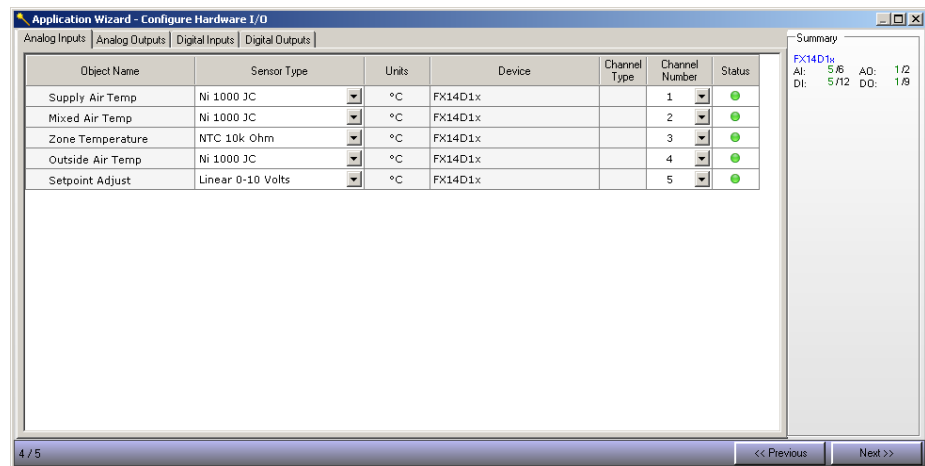 Application Wizard - Configure Hardware I/O
Analog Inputs Analog Outputs Digital Inputs Digital Outputs
Object Name Sensor Type Units Device Channel Type Channel Number Status
Supply Air Temp Ni 1000 JC °C FX14D1x 1
Mixed Air Temp Ni 1000 JC °C FX14D1x 2
Zone Temperature NTC 10k Ohm °C FX14D1x 3
Outside Air Temp Ni 1000 JC °C FX14D1x 4
Setpoint Adjust Linear 0-10 Volts °C FX14D1x 5
Summary
FX14D1x
AI: 5/6 AO: 1/2
DI: 5/12 DO: 1/9
4 / 5
<< Previous Next >>